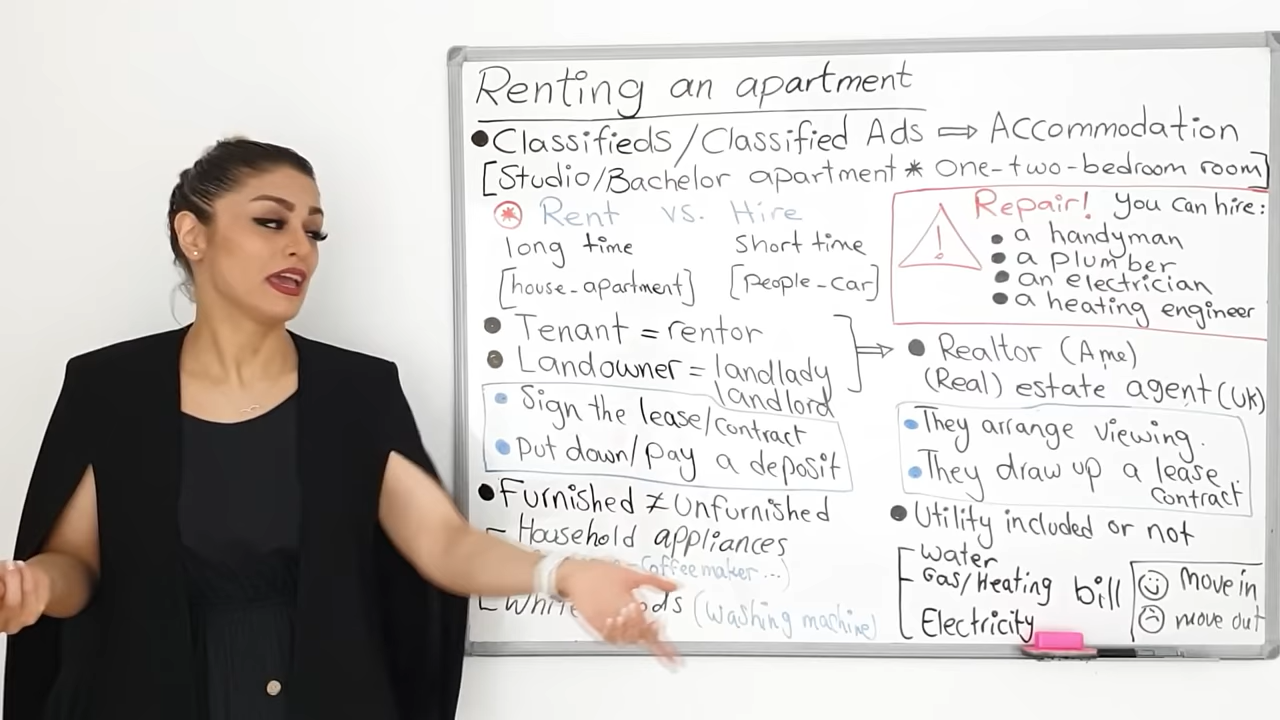 Renting an apartment
Classifieds / Classified Ads ⇒ Accommodation
[Studio/Bachelor apartment * one-two-bedroom room]
Rent vs. Hire
long time short time
[house-apartment] [people-car]
Tenant = rentor
Landowner = landlady
landlord
Sign the lease/contract
put down/pay a deposit
Furnished ≠ Unfurnished
Household appliances
-Coffeemaker...)
(washing machine)
Repair! You can hire:
a handyman
a plumber
an electrician
a heating engineer
⇒ Realtor (Ame)
(Real) estate agent (UK)
They arrange viewing.
They draw up a lease
contract
Utility included or not
water
Gas/Heating bill
Electricity
move in
move out